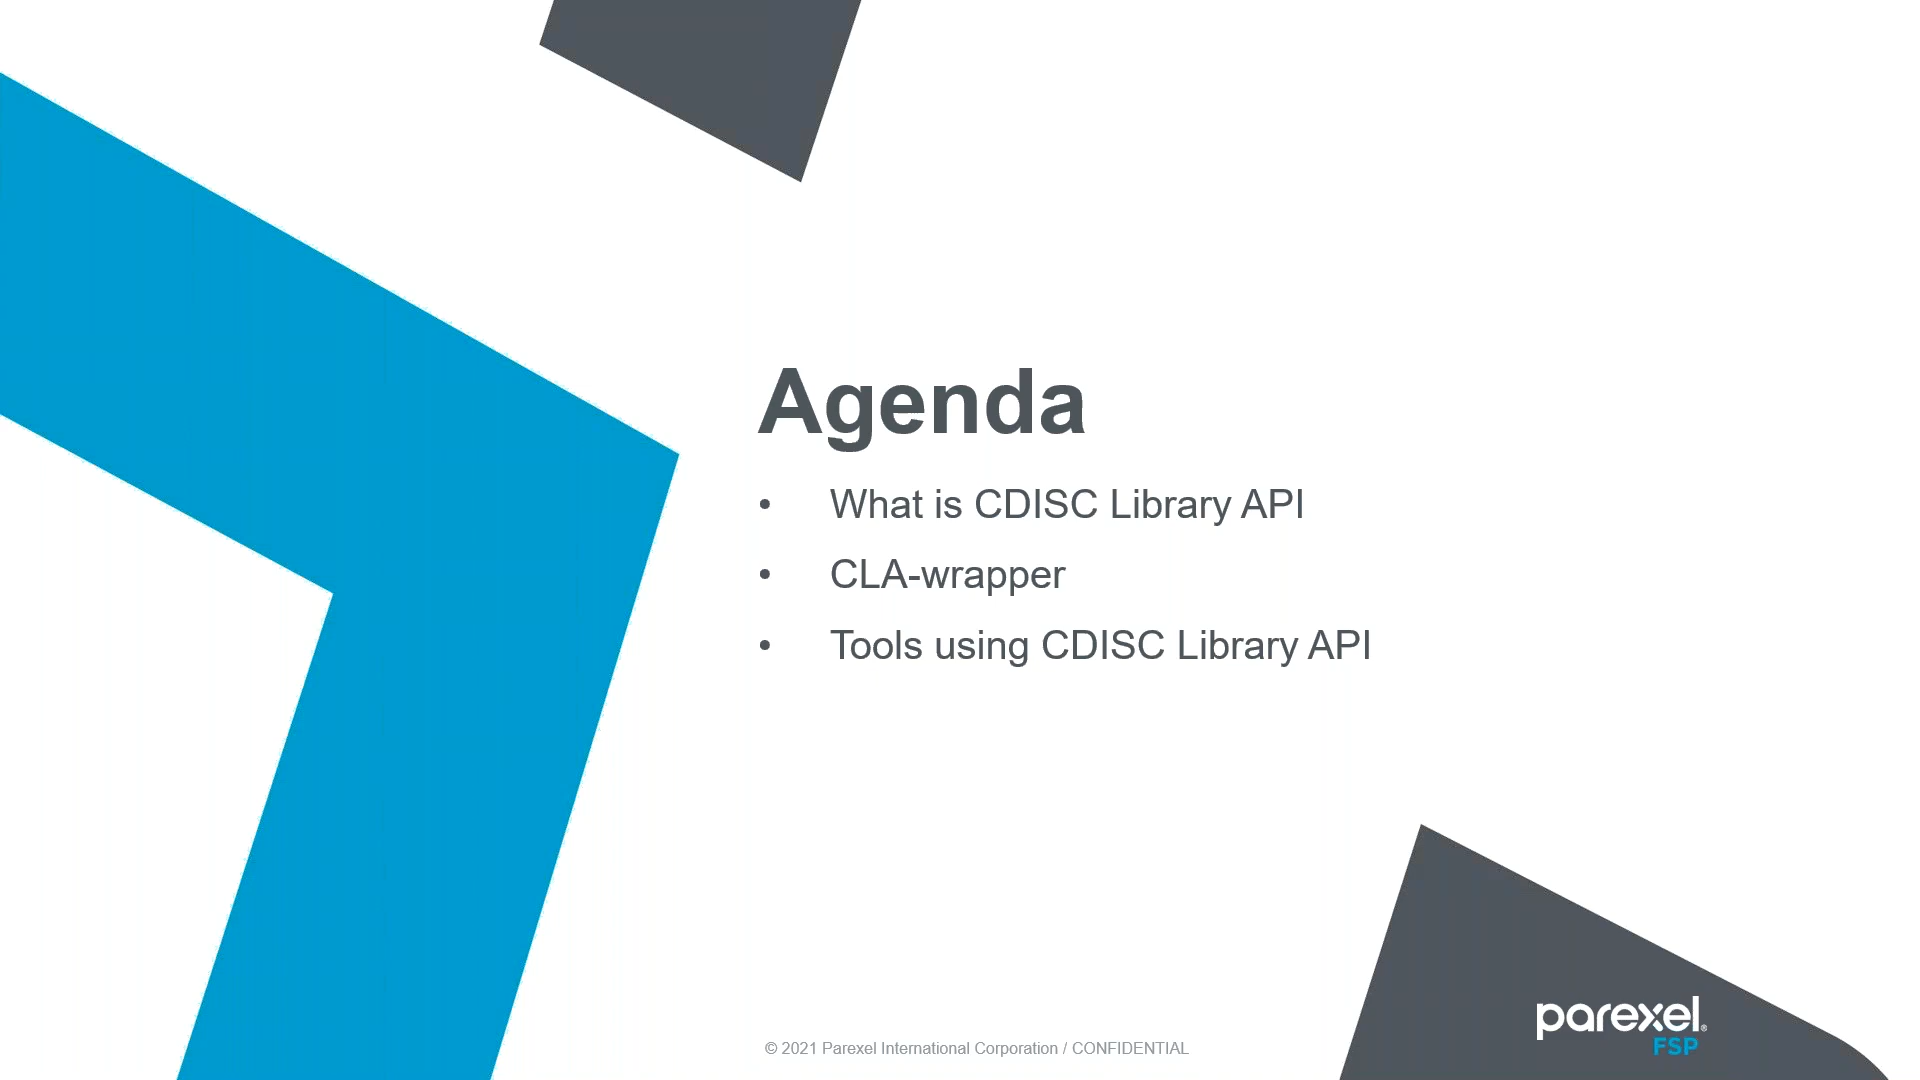 Agenda
• What is CDISC Library API
• CLA-wrapper
• Tools using CDISC Library API
© 2021 Parexel International Corporation / CONFIDENTIAL
parexel®
FSP